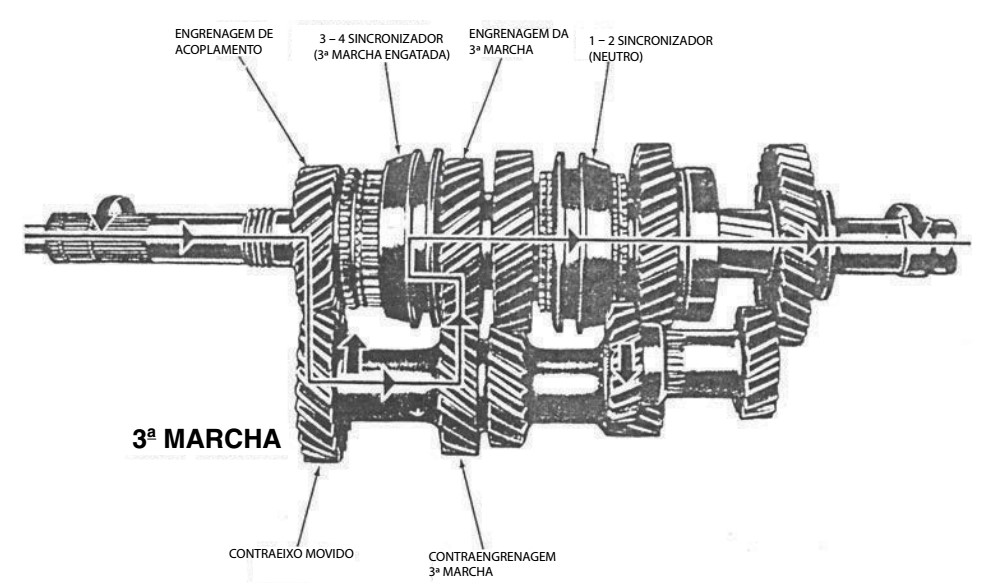 ENGRENAGEM DE
ACOPLAMENTO
3 – 4 SINCRONIZADOR
(3ª MARCHA ENGATADA)
ENGRENAGEM DA
3ª MARCHA
1 – 2 SINCRONIZADOR
(NEUTRO)
3ª MARCHA
CONTRAEIXO MOVIDO
CONTRAENGRENAGEM
3ª MARCHA